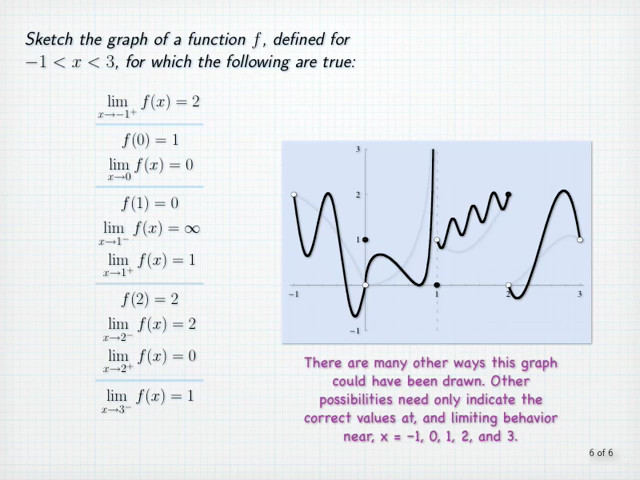 Sketch the graph of a function f, defined for
−1 < x < 3, for which the following are true:
lim f(x) = 2
x→−1⁺
f(0) = 1
lim f(x) = 0
x→0
f(1) = 0
lim f(x) = ∞
x→1⁻
lim f(x) = 1
x→1⁺
f(2) = 2
lim f(x) = 2
x→2⁻
lim f(x) = 0
x→2⁺
lim f(x) = 1
x→3⁻
3
2
1
−1
1
2
3
−1
There are many other ways this graph
could have been drawn. Other
possibilities need only indicate the
correct values at, and limiting behavior
near, x = −1, 0, 1, 2, and 3.
6 of 6